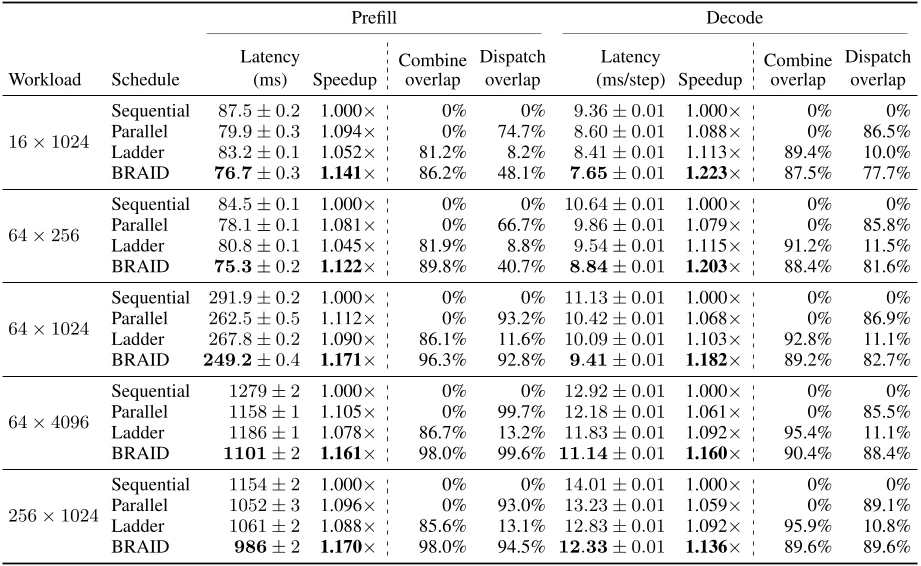 Prefill Decode
Workload Schedule Latency (ms) Speedup Combine overlap Dispatch overlap Latency (ms/step) Speedup Combine overlap Dispatch overlap
16 × 1024
Sequential 87.5 ± 0.2 1.000× 0% 0% 9.36 ± 0.01 1.000× 0% 0%
Parallel 79.9 ± 0.3 1.094× 0% 74.7% 8.60 ± 0.01 1.088× 0% 86.5%
Ladder 83.2 ± 0.1 1.052× 81.2% 8.2% 8.41 ± 0.01 1.113× 89.4% 10.0%
BRAID 76.7 ± 0.3 1.141× 86.2% 48.1% 7.65 ± 0.01 1.223× 87.5% 77.7%
64 × 256
Sequential 84.5 ± 0.1 1.000× 0% 0% 10.64 ± 0.01 1.000× 0% 0%
Parallel 78.1 ± 0.1 1.081× 0% 66.7% 9.86 ± 0.01 1.079× 0% 85.8%
Ladder 80.8 ± 0.1 1.045× 81.9% 8.8% 9.54 ± 0.01 1.115× 91.2% 11.5%
BRAID 75.3 ± 0.2 1.122× 89.8% 40.7% 8.84 ± 0.01 1.203× 88.4% 81.6%
64 × 1024
Sequential 291.9 ± 0.2 1.000× 0% 0% 11.13 ± 0.01 1.000× 0% 0%
Parallel 262.5 ± 0.5 1.112× 0% 93.2% 10.42 ± 0.01 1.068× 0% 86.9%
Ladder 267.8 ± 0.2 1.090× 86.1% 11.6% 10.09 ± 0.01 1.103× 92.8% 11.1%
BRAID 249.2 ± 0.4 1.171× 96.3% 92.8% 9.41 ± 0.01 1.182× 89.2% 82.7%
64 × 4096
Sequential 1279 ± 2 1.000× 0% 0% 12.92 ± 0.01 1.000× 0% 0%
Parallel 1158 ± 1 1.105× 0% 99.7% 12.18 ± 0.01 1.061× 0% 85.5%
Ladder 1186 ± 1 1.078× 86.7% 13.2% 11.83 ± 0.01 1.092× 95.4% 11.1%
BRAID 1101 ± 2 1.161× 98.0% 99.6% 11.14 ± 0.01 1.160× 90.4% 88.4%
256 × 1024
Sequential 1154 ± 2 1.000× 0% 0% 14.01 ± 0.01 1.000× 0% 0%
Parallel 1052 ± 3 1.096× 0% 93.0% 13.23 ± 0.01 1.059× 0% 89.1%
Ladder 1061 ± 2 1.088× 85.6% 13.1% 12.83 ± 0.01 1.092× 95.9% 10.8%
BRAID 986 ± 2 1.170× 98.0% 94.5% 12.33 ± 0.01 1.136× 89.6% 89.6%